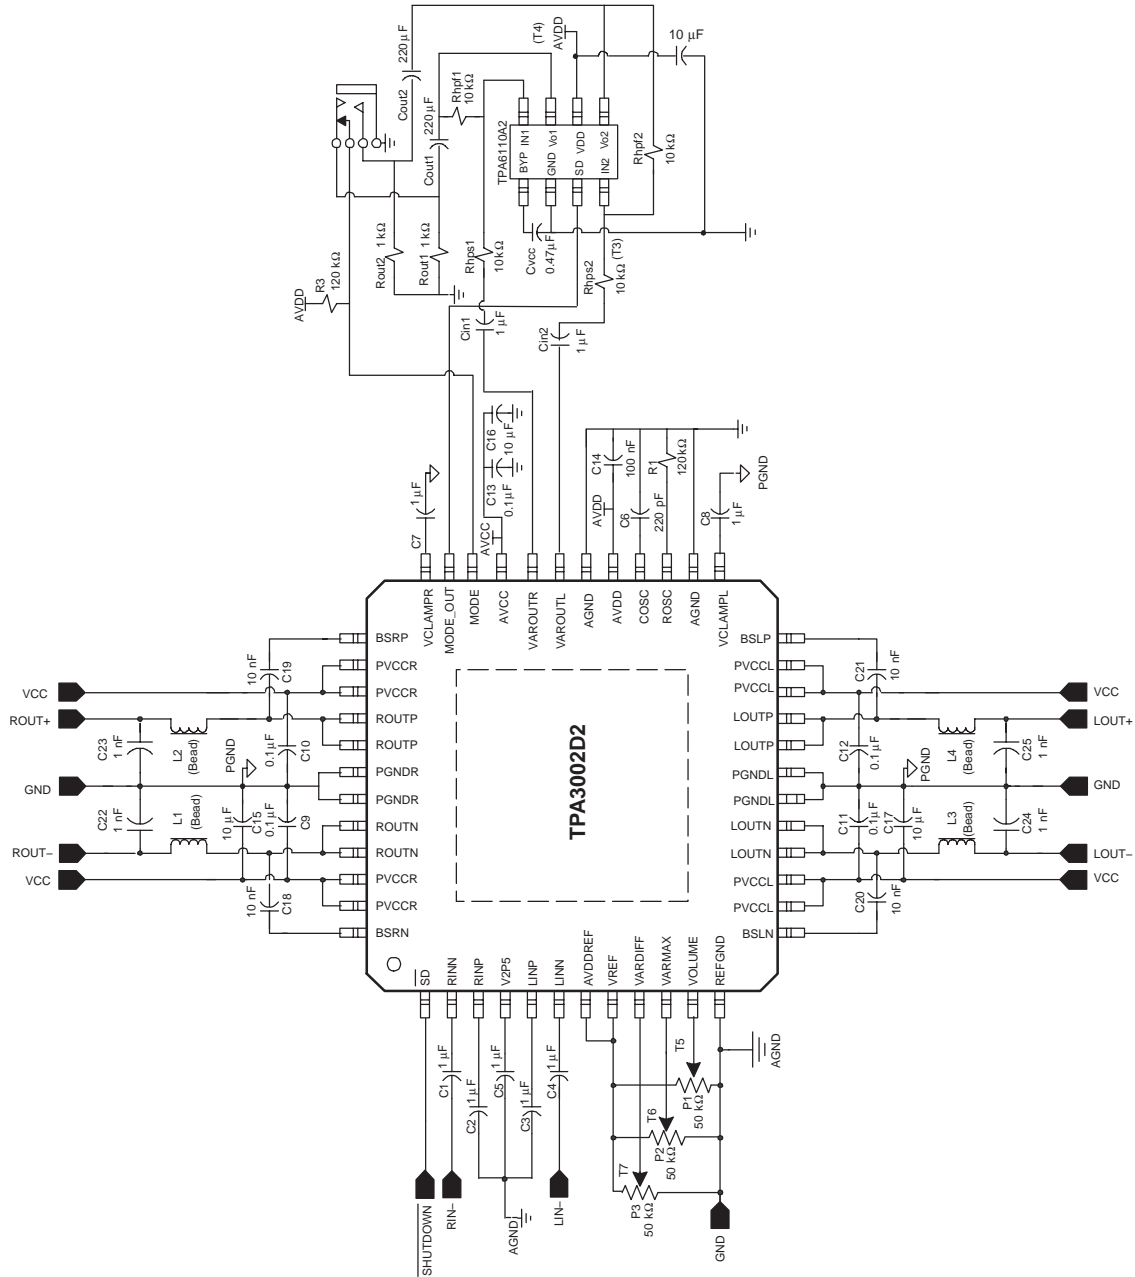 220 µF
Cout2
220 µF
Cout1
Rhpf1
10 kΩ
AVDD
(T4)
10 µF
TPA6110A2
BYP IN1
GND Vo1
SD VDD
IN2 Vo2
Rhpf2
10 kΩ
AVDD
R3
120 kΩ
Rout2 1 kΩ
Rout1 1 kΩ
Rhps1
10kΩ
Cvcc
0.47µF
Rhps2
10kΩ (T3)
Cin1
1 µF
Cin2
1 µF
C7
1 µF
AVCC
C13
0.1µF
C16
10 µF
AVDD
C14
100 nF
C6
220 pF
R1
120kΩ
C8
1 µF
PGND
VCLAMPR
MODE_OUT
MODE
AVCC
VAROUTR
VAROUTL
AGND
AVDD
COSC
ROSC
AGND
VCLAMPL
VCC
ROUT+
GND
ROUT–
VCC
C23
1 nF
C22
1 nF
L2
(Bead)
L1
(Bead)
PGND
10 nF
C19
0.1µF
C10
10 µF
C15
0.1µF
C9
10 nF
C18
BSRP
PVCCR
PVCCR
ROUTP
ROUTP
PGNDR
PGNDR
ROUTN
ROUTN
PVCCR
PVCCR
BSRN
TPA3002D2
BSLP
PVCCL
PVCCL
LOUTP
LOUTP
PGNDL
PGNDL
LOUTN
LOUTN
PVCCL
PVCCL
BSLN
C21
10 nF
C12
0.1µF
PGND
C11
0.1µF
C17
10 µF
C20
10 nF
L4
(Bead)
L3
(Bead)
C25
1 nF
C24
1 nF
VCC
LOUT+
GND
LOUT–
VCC
SD
RINN
RINP
V2P5
LINP
LINN
AVDDREF
VREF
VARDIFF
VARMAX
VOLUME
REFGND
C1
1 µF
C2
1 µF
C5
1 µF
C3
1 µF
C4
1 µF
T5
P1
50 kΩ
T6
P2
50 kΩ
T7
P3
50 kΩ
AGND
SHUTDOWN
RIN–
AGND
LIN–
GND